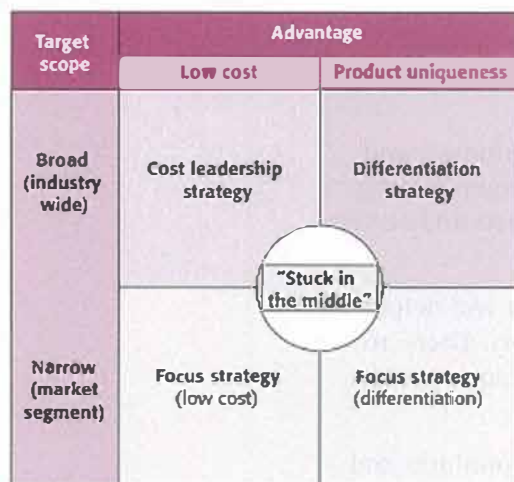 Target
scope
Advantage
Low cost
Product uniqueness
Broad
(industry
wide)
Cost leadership
strategy
Differentiation
strategy
"Stuck in
the middle"
Narrow
(market
segment)
Focus strategy
(low cost)
Focus strategy
(differentiation)